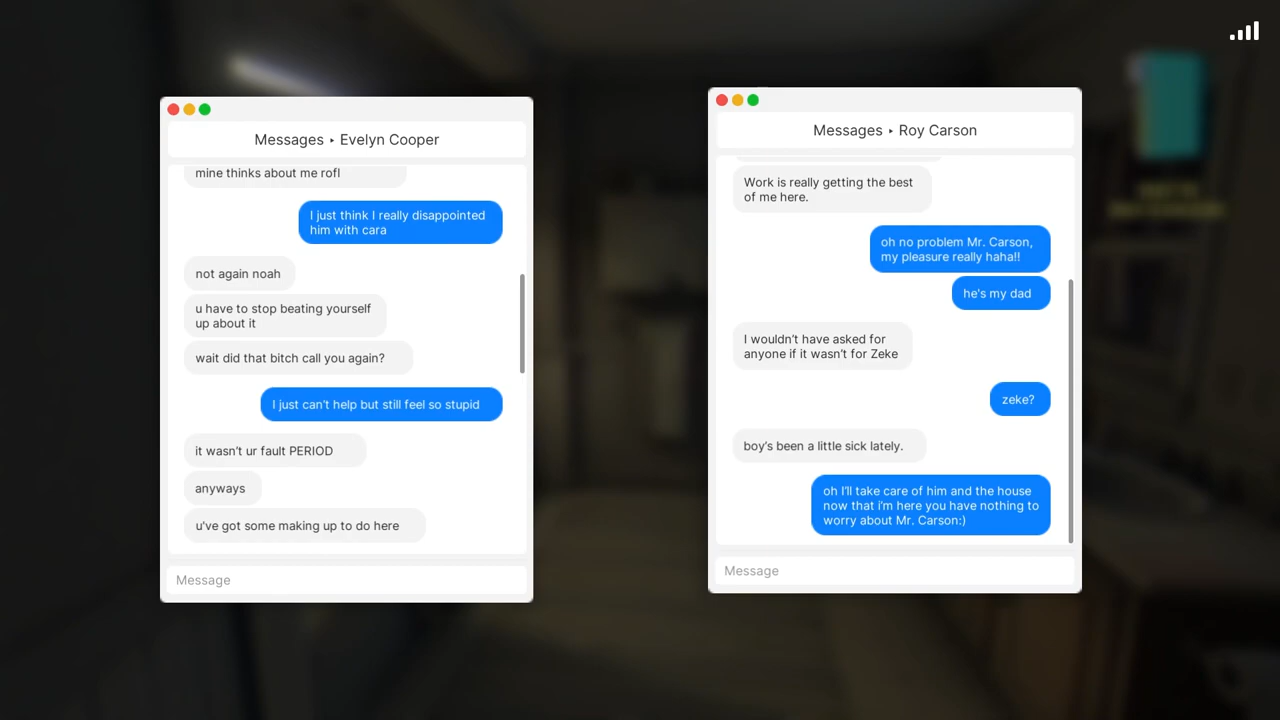 Messages ▸ Evelyn Cooper
mine thinks about me rofl
I just think I really disappointed
him with cara
not again noah
u have to stop beating yourself
up about it
wait did that bitch call you again?
I just can't help but still feel so stupid
it wasn't ur fault PERIOD
anyways
u've got some making up to do here
Message
Messages ▸ Roy Carson
Work is really getting the best
of me here.
oh no problem Mr. Carson,
my pleasure really haha!!
he's my dad
I wouldn't have asked for
anyone if it wasn't for Zeke
zeke?
boy's been a little sick lately.
oh I'll take care of him and the house
now that i'm here you have nothing to
worry about Mr. Carson:)
Message